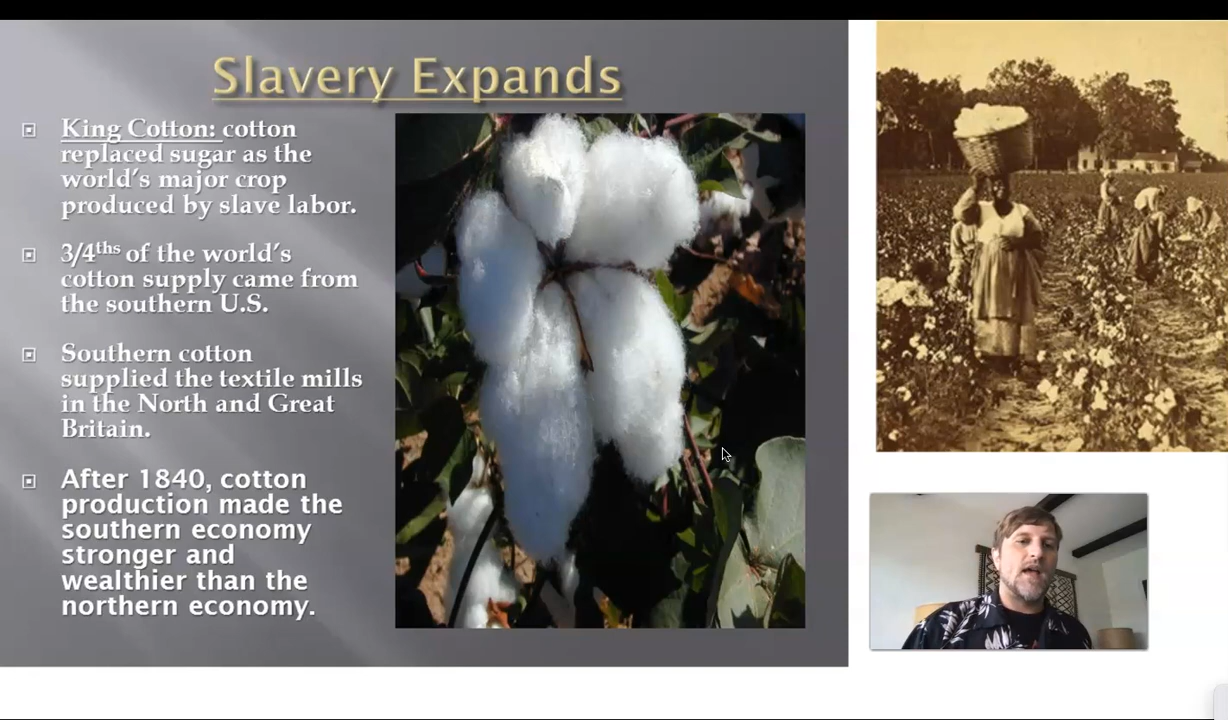 Slavery Expands
King Cotton: cotton
replaced sugar as the
world's major crop
produced by slave labor.
3/4ths of the world's
cotton supply came from
the southern U.S.
Southern cotton
supplied the textile mills
in the North and Great
Britain.
After 1840, cotton
production made the
southern economy
stronger and
wealthier than the
northern economy.